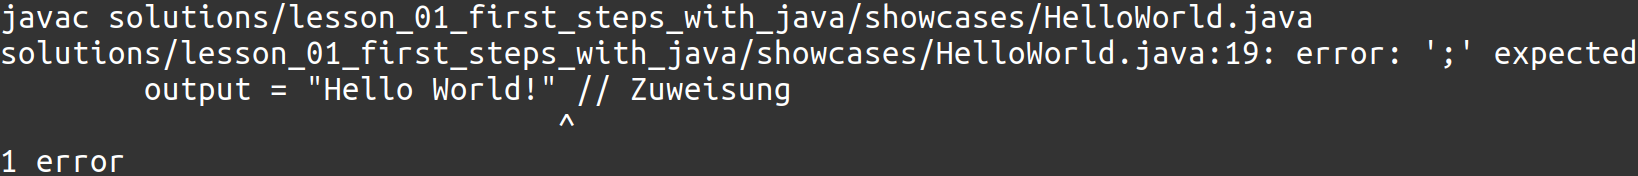 javac solutions/lesson_01_first_steps_with_java/showcases/HelloWorld.java
solutions/lesson_01_first_steps_with_java/showcases/HelloWorld.java:19: error: ';' expected
        output = "Hello World!" // Zuweisung
                               ^
1 error